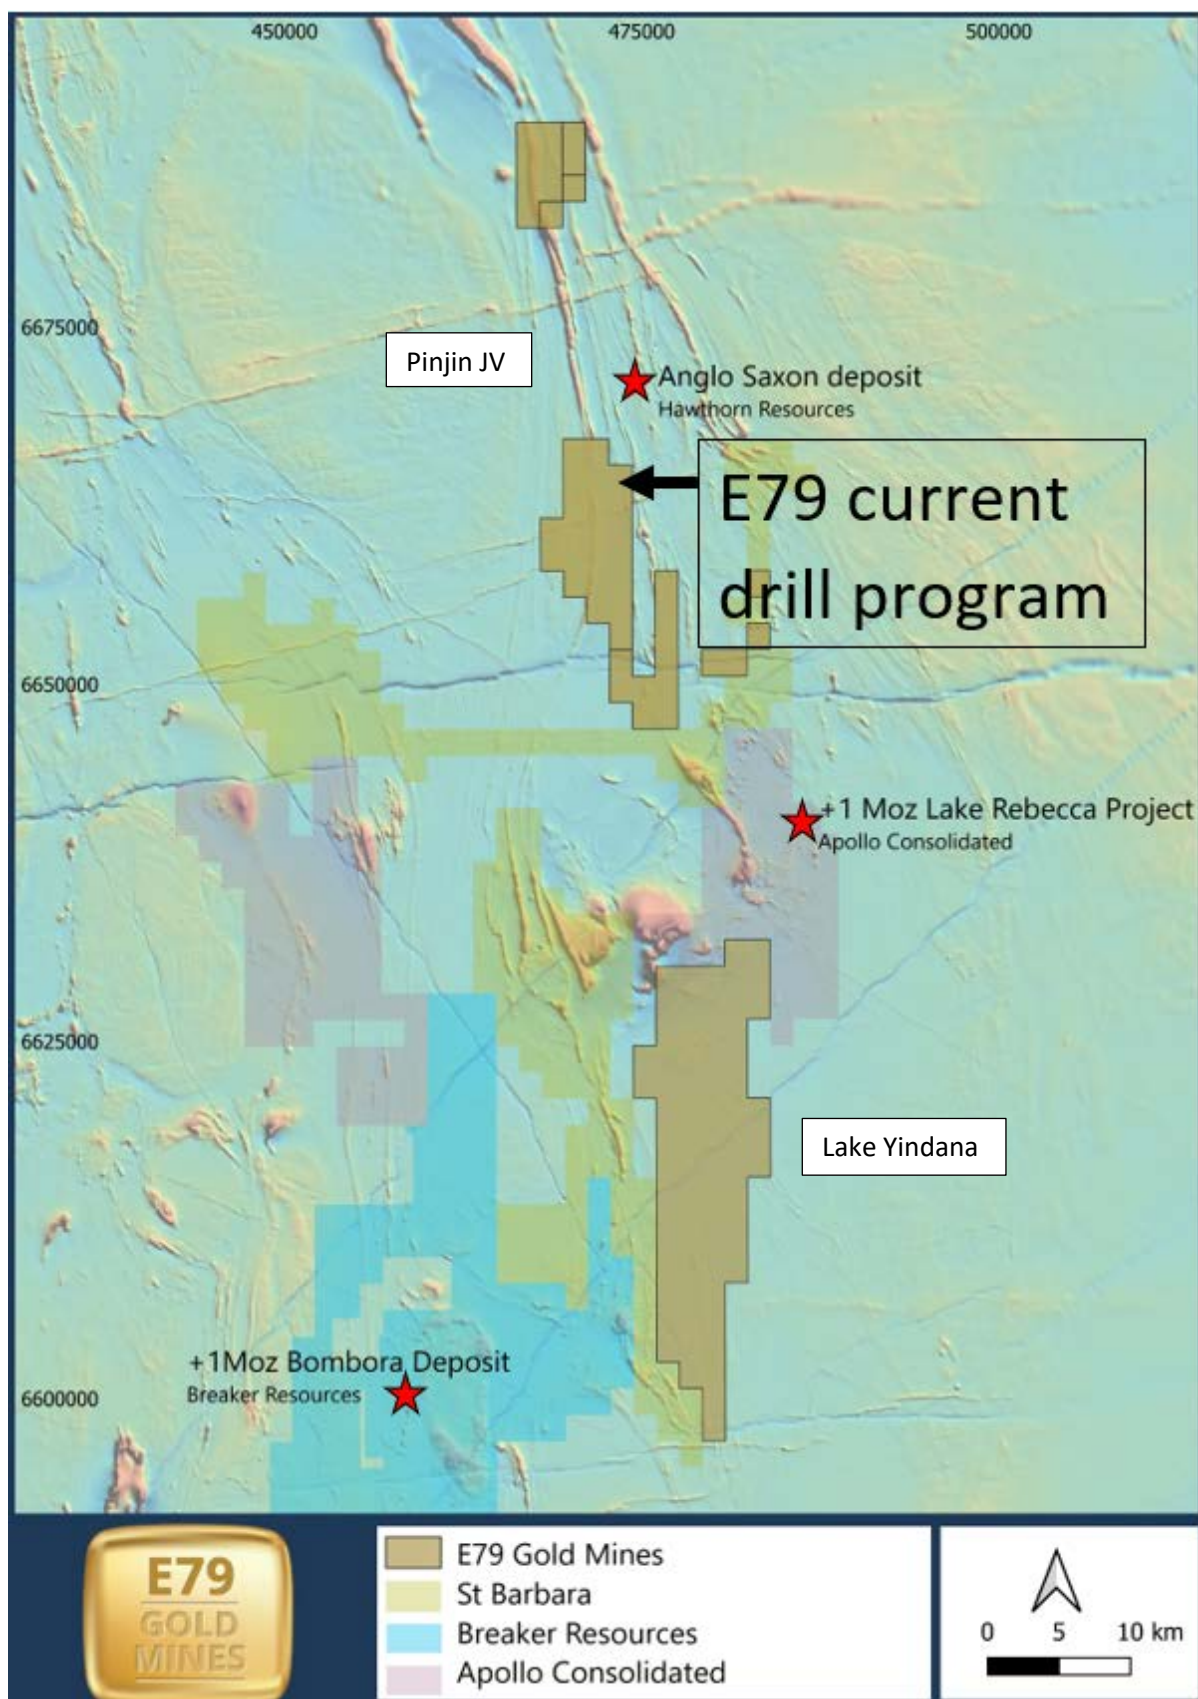 450000
475000
500000
6675000
Pinjin JV
Anglo Saxon deposit
Hawthorn Resources
E79 current
drill program
6650000
+1 Moz Lake Rebecca Project
Apollo Consolidated
6625000
Lake Yindana
+1Moz Bombora Deposit
Breaker Resources
6600000
E79
GOLD
MINES
E79 Gold Mines
St Barbara
Breaker Resources
Apollo Consolidated
0 5 10 km